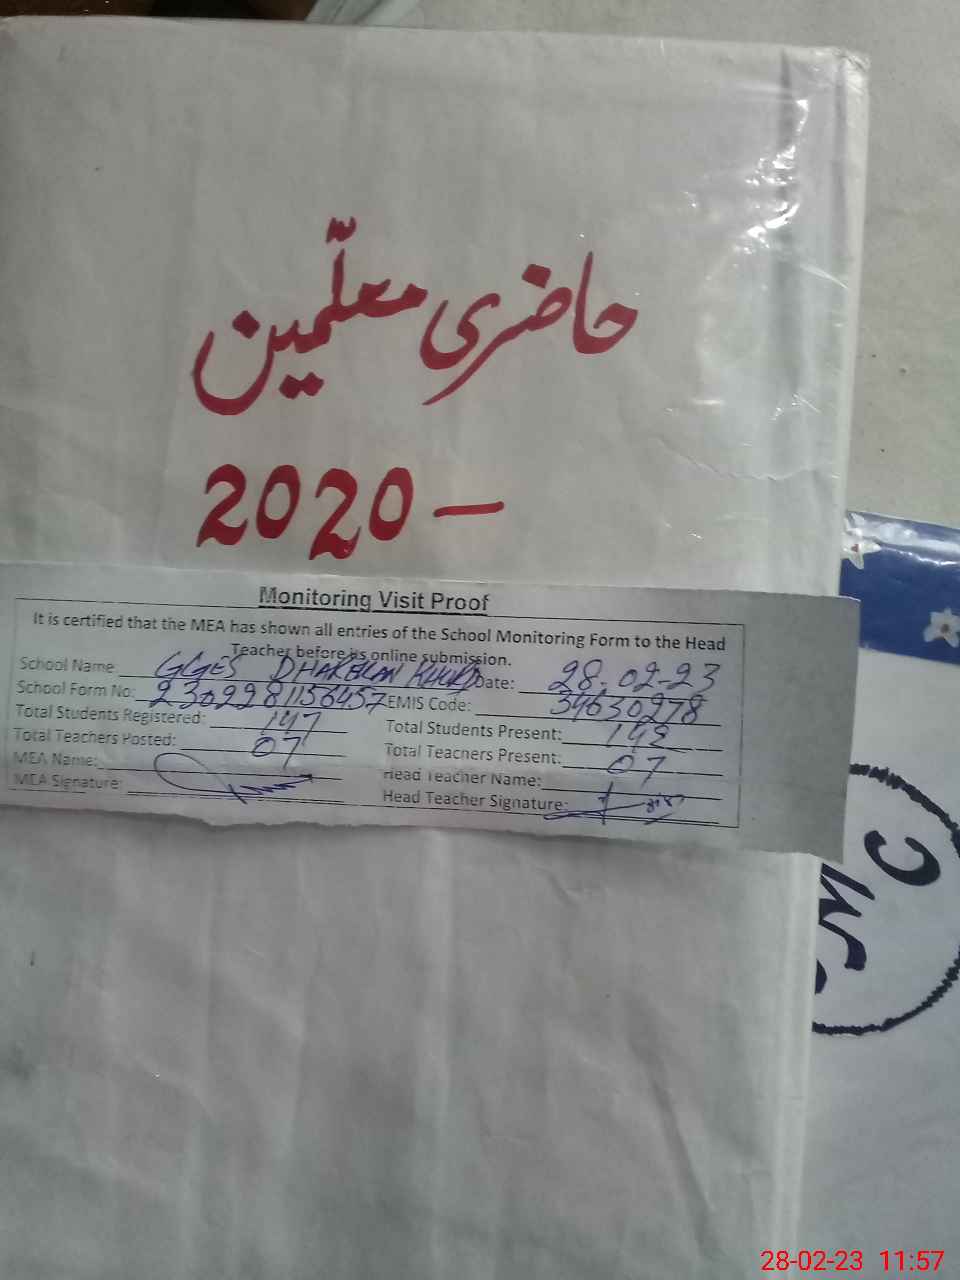 حاضری معلّمین
2020 –
Monitoring Visit Proof
It is certified that the MEA has shown all entries of the School Monitoring Form to the Head
Teacher before its online submission.
School Name: GGES DHAREKAN KHURD Date: 28-02-23
School Form No: 2302281156457 EMIS Code: 34630278
Total Students Registered: 147 Total Students Present: 142
Total Teachers Posted: 07 Total Teachers Present: 07
MEA Name: Head Teacher Name:
MEA Signature: Head Teacher Signature:
MC
28-02-23 11:57